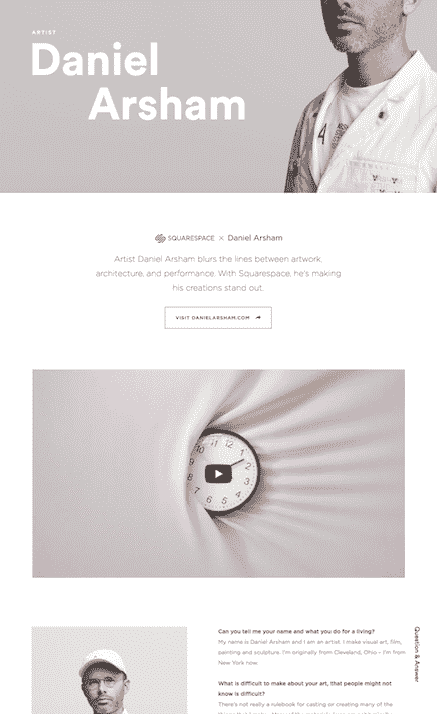 ARTIST
Daniel
Arsham
SQUARESPACE × Daniel Arsham
Artist Daniel Arsham blurs the lines between artwork,
architecture, and performance. With Squarespace, he's making
his creations stand out.
VISIT DANIELARSHAM.COM
Can you tell me your name and what you do for a living?
My name is Daniel Arsham and I am an artist. I make visual art, film,
painting and sculpture. I'm originally from Cleveland, Ohio – I'm from
New York now.
What is difficult to make about your art, that people might not
know is difficult?
There's not really a rulebook for casting or creating many of the
Question & Answer